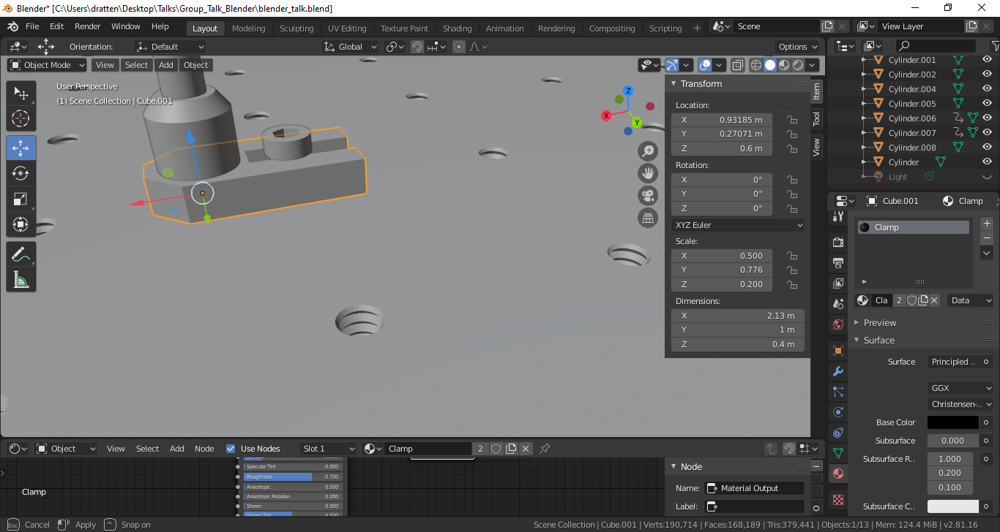 Blender* [C:\Users\dratten\Desktop\Talks\Group_Talk_Blender\blender_talk.blend]
File Edit Render Window Help Layout Modeling Sculpting UV Editing Texture Paint Shading Animation Rendering Compositing Scripting + Scene View Layer
Orientation: Default Global Options
Object Mode View Select Add Object
User Perspective
(1) Scene Collection | Cube.001
Z
X
Y
Transform
Location:
X 0.93185 m
Y 0.27071 m
Z 0.6 m
Rotation:
X 0°
Y 0°
Z 0°
XYZ Euler
Scale:
X 0.500
Y 0.776
Z 0.200
Dimensions:
X 2.13 m
Y 1 m
Z 0.4 m
Item
Tool
View
Cylinder.001
Cylinder.002
Cylinder.004
Cylinder.005
Cylinder.006
Cylinder.007
Cylinder.008
Cylinder
Light
Cube.001 Clamp
Clamp
Cla 2 Data
Preview
Surface
Surface Principled ..
GGX
Christensen-..
Base Color
Subsurface 0.000
Subsurface R.. 1.000
0.200
0.100
Subsurface C..
Object View Select Add Node Use Nodes Slot 1 Clamp 2
Specular Tint 0.000
Roughness 0.700
Anisotropic 0.000
Anisotropic Rotation 0.000
Sheen 0.000
Sheen Tint 0.500
Clamp
Node
Name: Material Output
Label:
Esc Cancel Apply Snap on
Scene Collection | Cube.001 | Verts:190,714 | Faces:168,189 | Tris:379,441 | Objects:1/13 | Mem: 124.4 MiB | v2.81.16